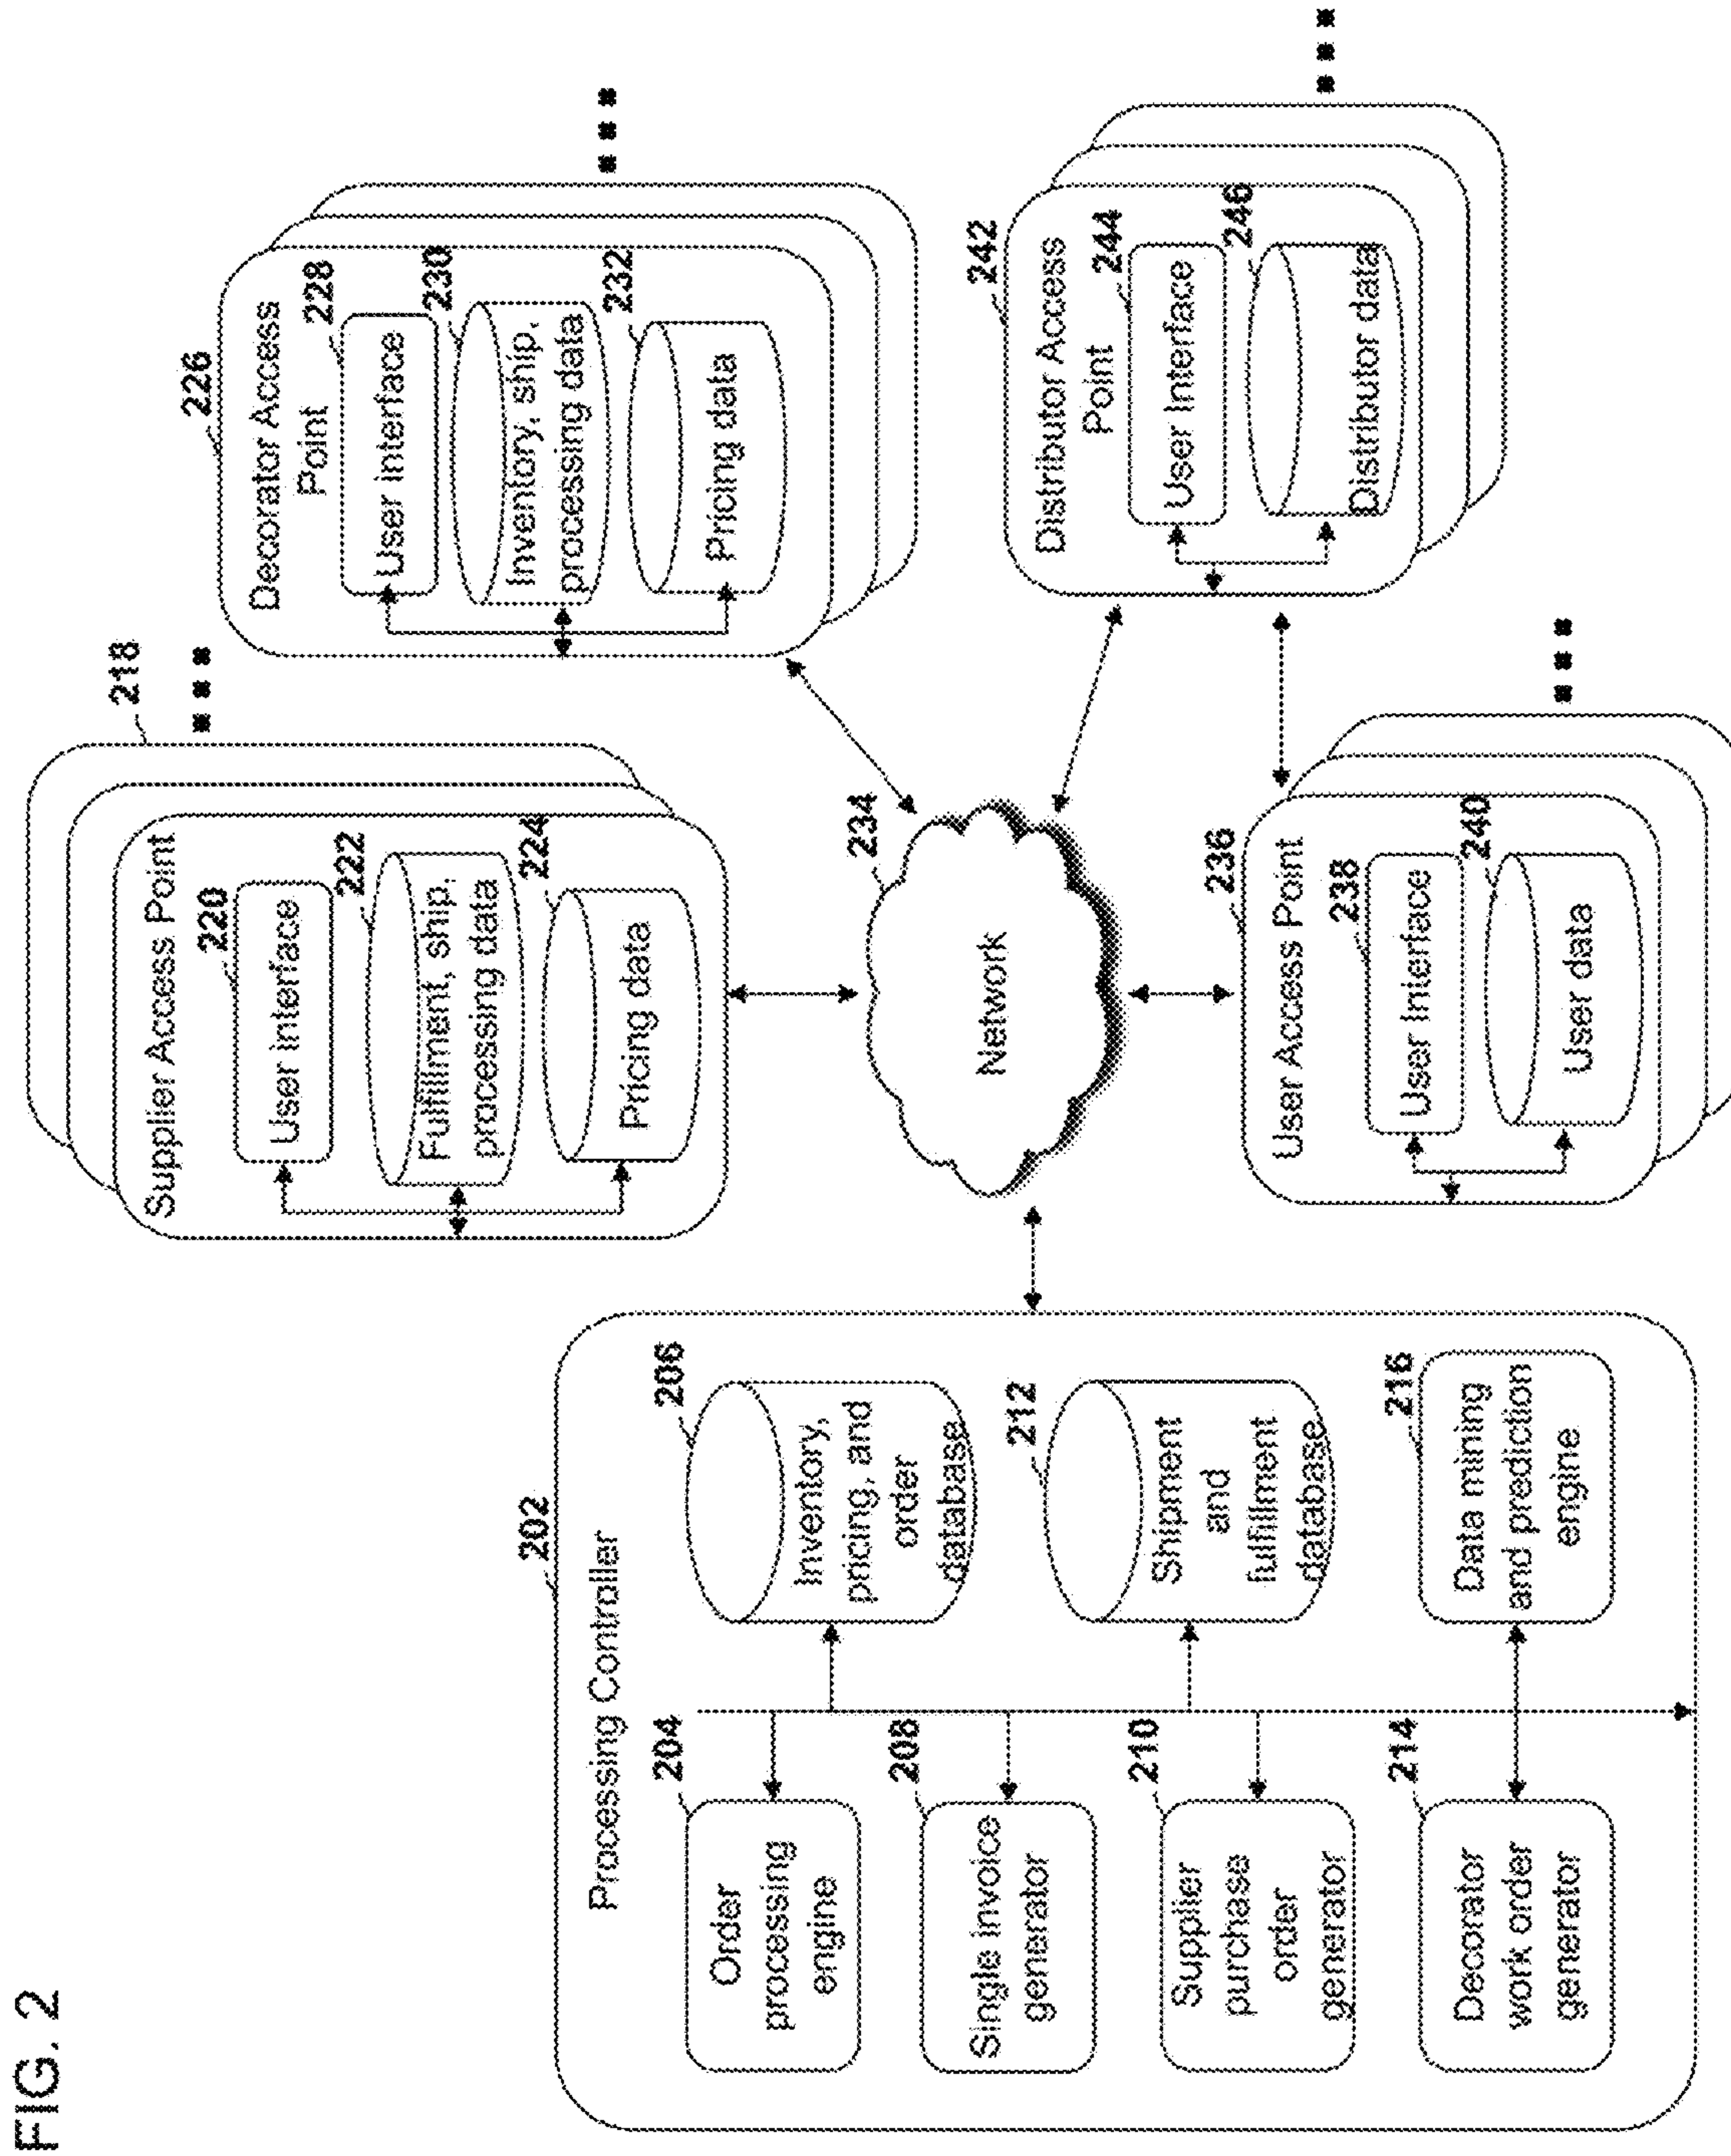 FIG. 2
202
Processing Controller
204
Order
processing
engine
206
Inventory,
pricing, and
order
database
208
Single invoice
generator
210
Supplier
purchase
order
generator
212
Shipment
and
fulfillment
database
214
Decorator
work order
generator
216
Data mining
and prediction
engine
218
Supplier Access Point
220
User interface
222
Fulfillment, ship,
processing data
224
Pricing data
226
Decorator Access
Point
228
User interface
230
Inventory, ship,
processing data
232
Pricing data
234
Network
236
User Access Point
238
User Interface
240
User data
242
Distributor Access
Point
244
User Interface
246
Distributor data